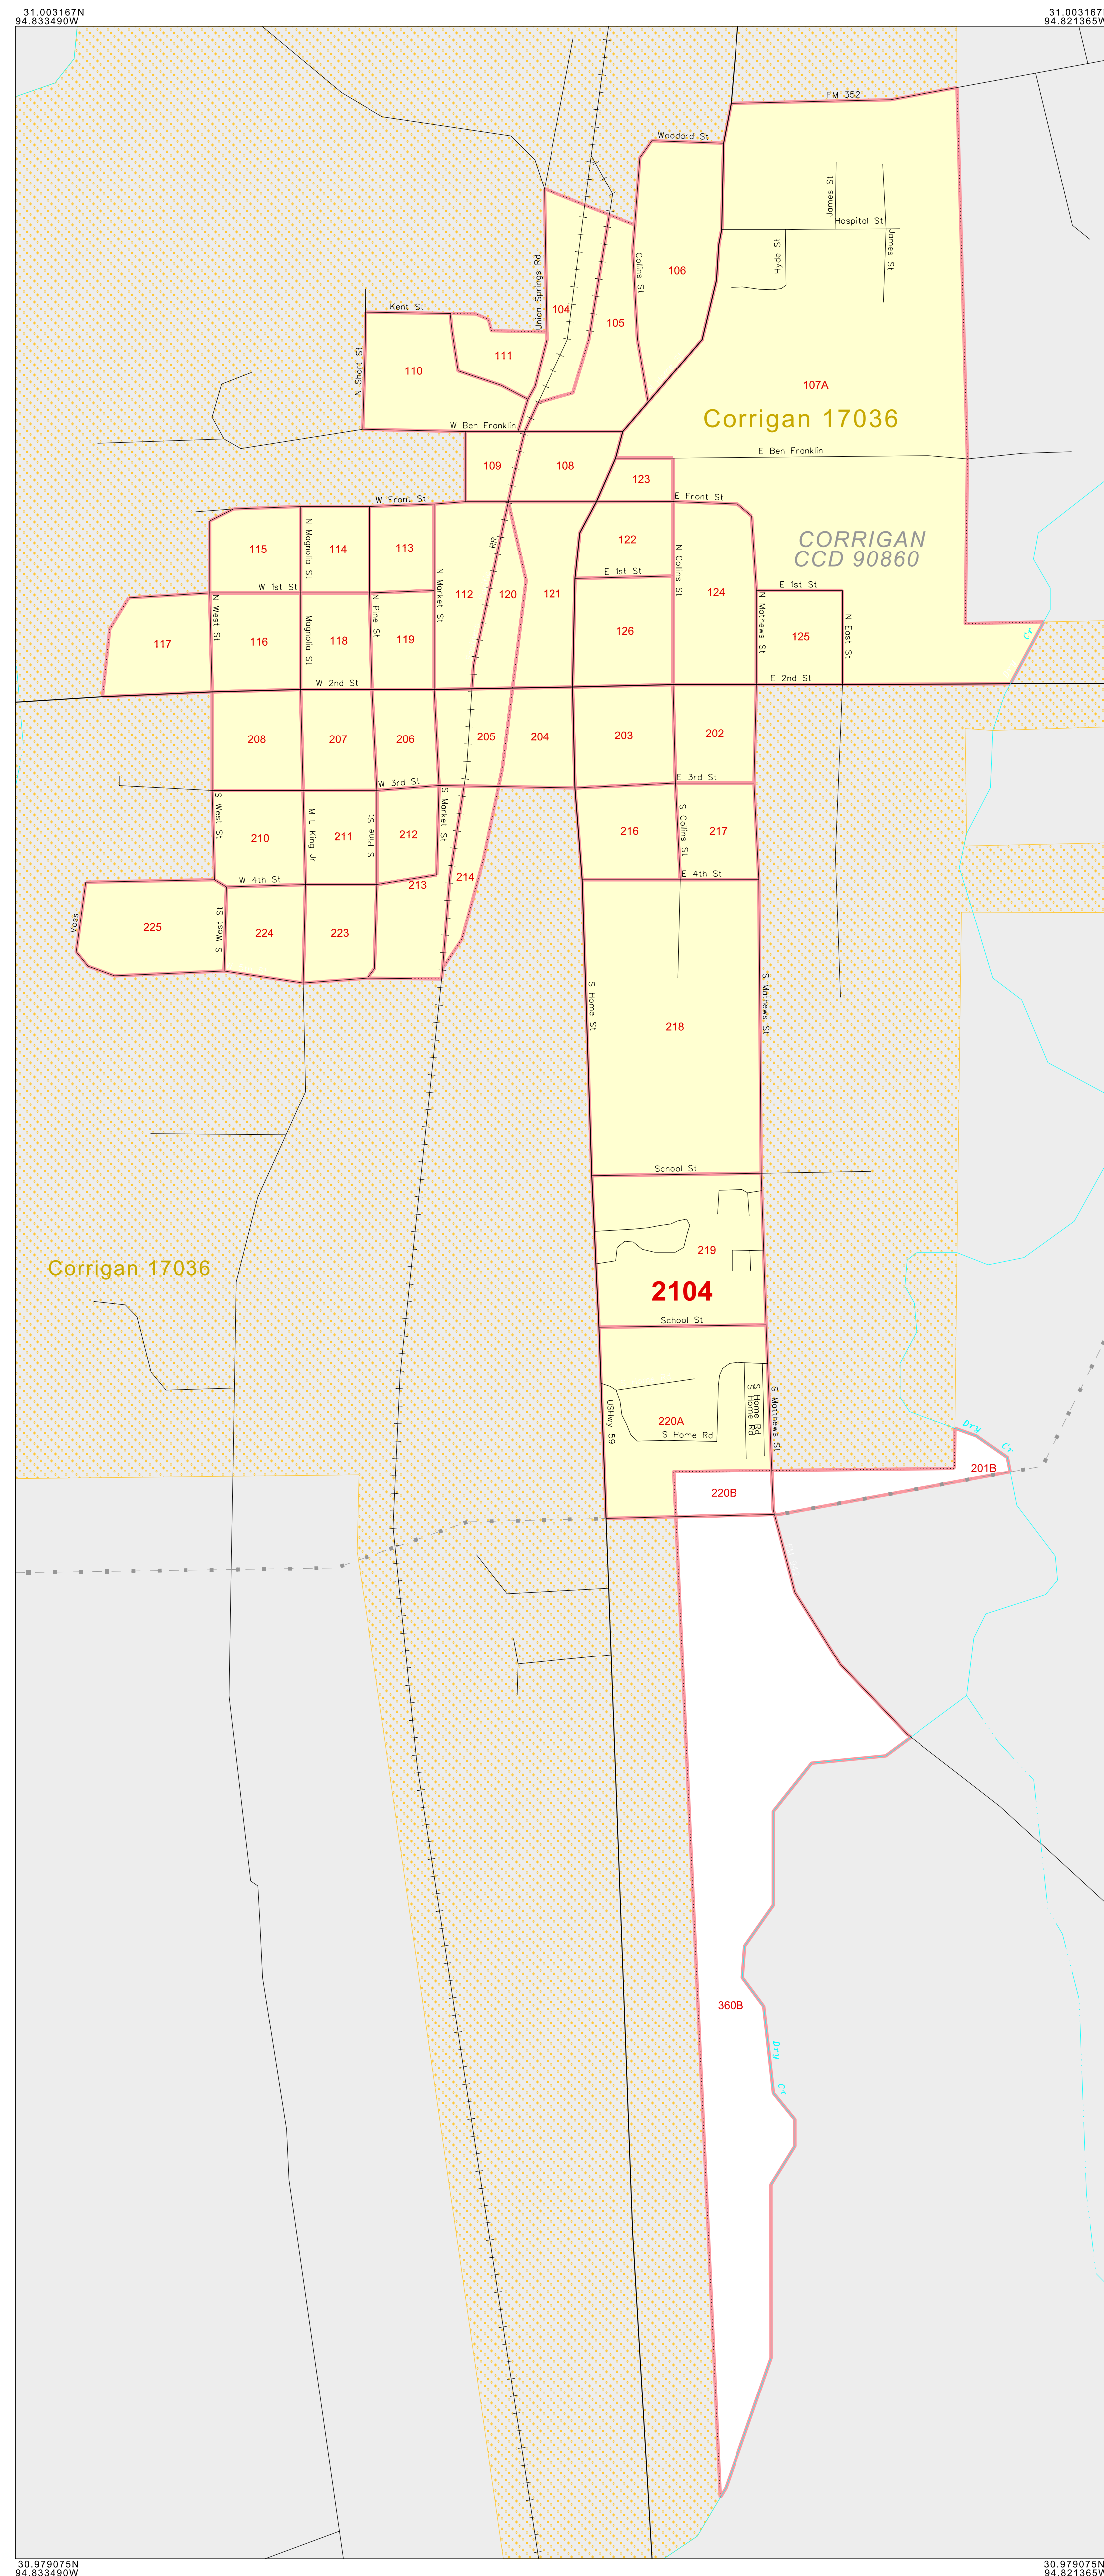 31.003167N
94.833490W
31.003167N
94.821365W
FM 352
Woodard St
James St
Hospital St
Hyde St
James St
106
Collins St
Union Springs Rd
104
105
Kent St
111
110
N Short St
107A
Corrigan 17036
W Ben Franklin
E Ben Franklin
109
108
123
W Front St
E Front St
CORRIGAN
CCD 90860
115
N Magnolia St
114
113
RR
122
N Collins St
E 1st St
E 1st St
W 1st St
N West St
N Pine St
N Market St
112
120
121
124
N Mathews St
125
N East St
117
116
Magnolia St
118
119
126
Cr
W 2nd St
E 2nd St
208
207
206
205
204
203
202
W 3rd St
E 3rd St
S West St
210
M L King Jr
211
S Pine St
212
S Market St
216
S Collins St
217
W 4th St
213
214
E 4th St
Voss
225
S West St
224
223
S Home St
218
S Mathews St
School St
219
2104
Corrigan 17036
School St
USHwy 59
220A
S Home Rd
S Home Rd
S Home Rd
S Matthews St
Dry Cr
201B
220B
360B
Dry Cr
30.979075N
94.833490W
30.979075N
94.821365W